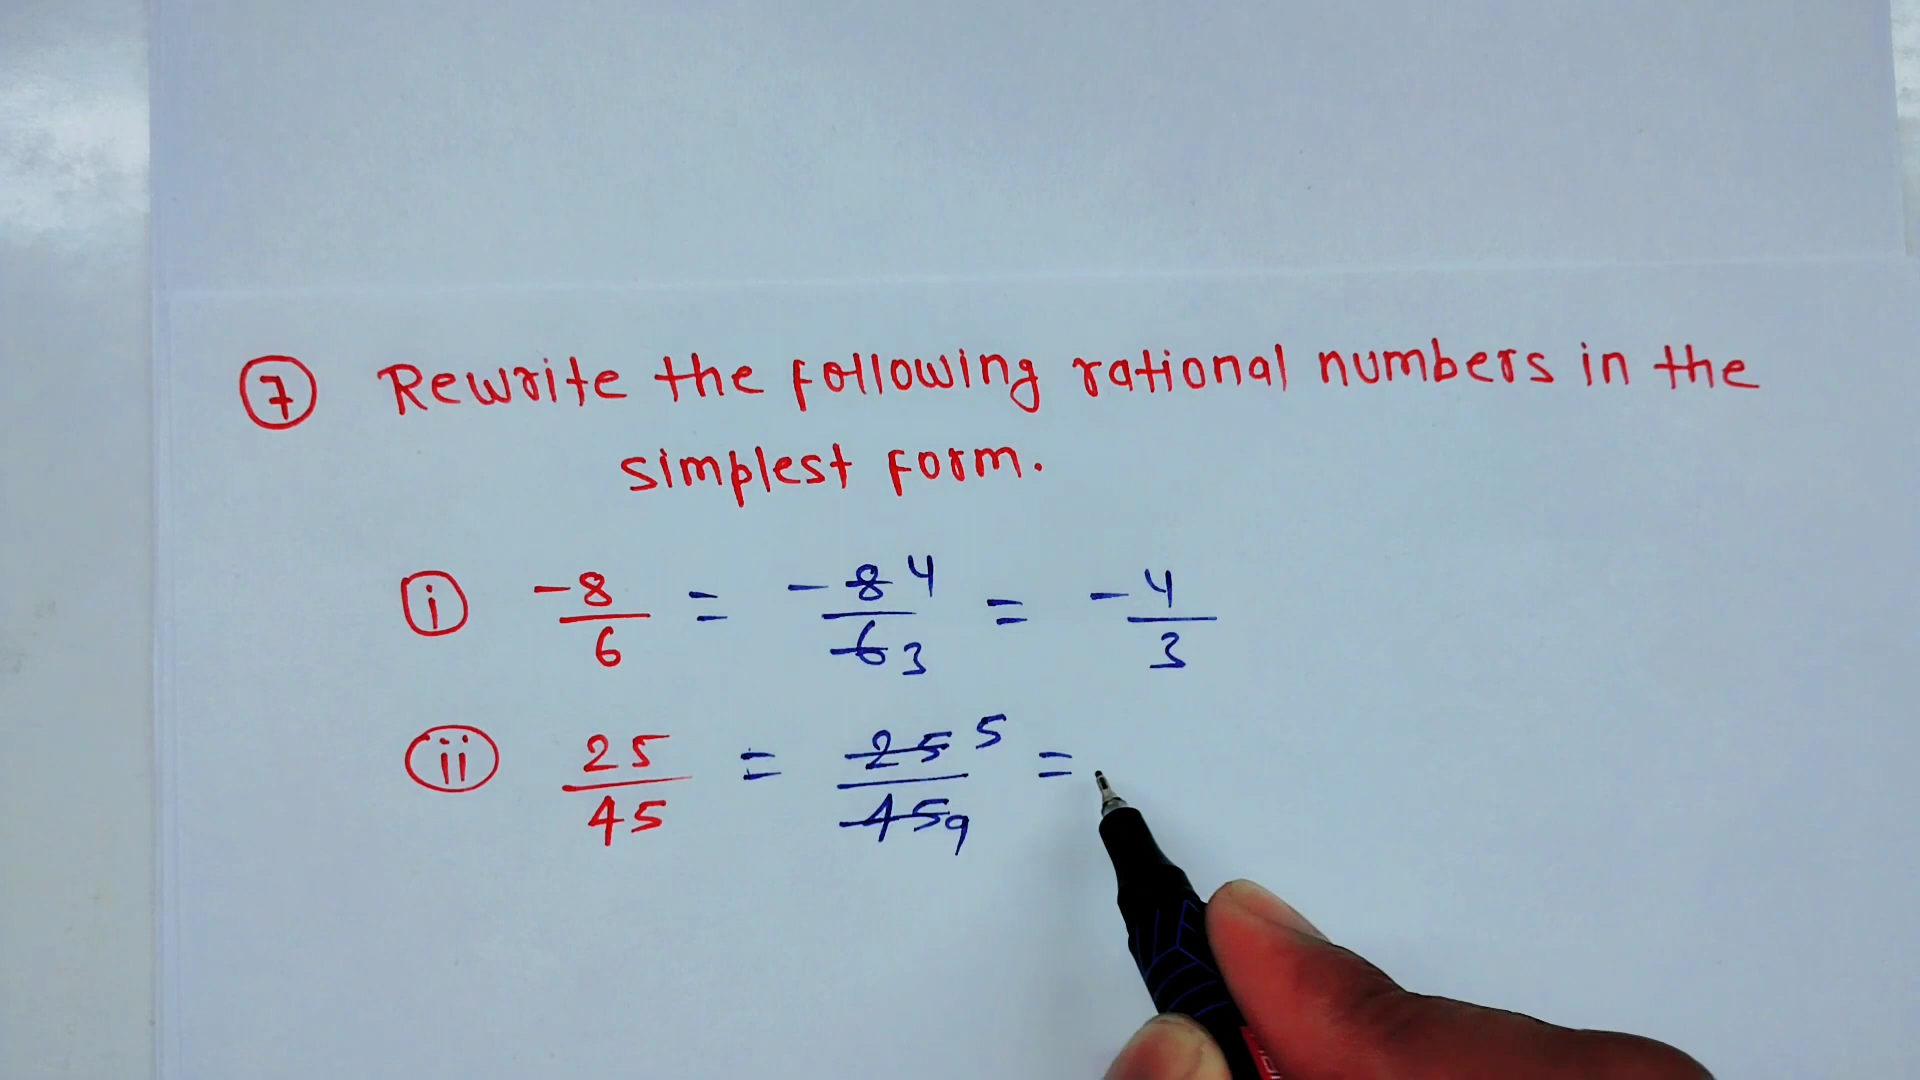 7 Rewrite the following rational numbers in the
simplest form.
i -8/6 = -8 4/6 3 = -4/3
ii 25/45 = 25 5/45 9 =